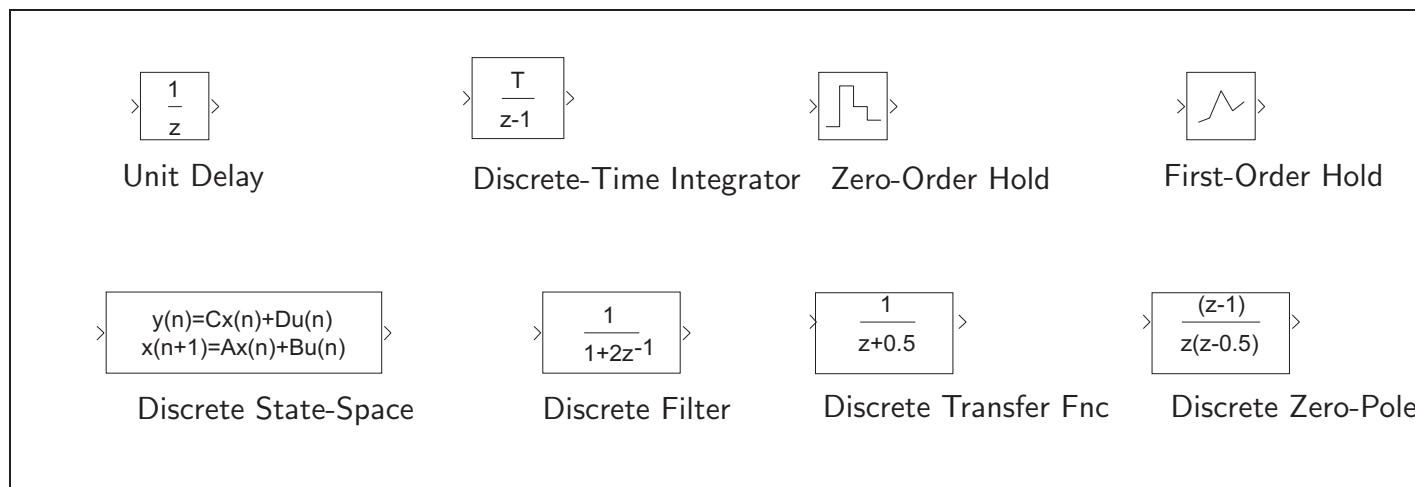 1
z
Unit Delay
T
z-1
Discrete-Time Integrator
Zero-Order Hold
First-Order Hold
y(n)=Cx(n)+Du(n)
x(n+1)=Ax(n)+Bu(n)
Discrete State-Space
1
1+2z-1
Discrete Filter
1
z+0.5
Discrete Transfer Fnc
(z-1)
z(z-0.5)
Discrete Zero-Pole